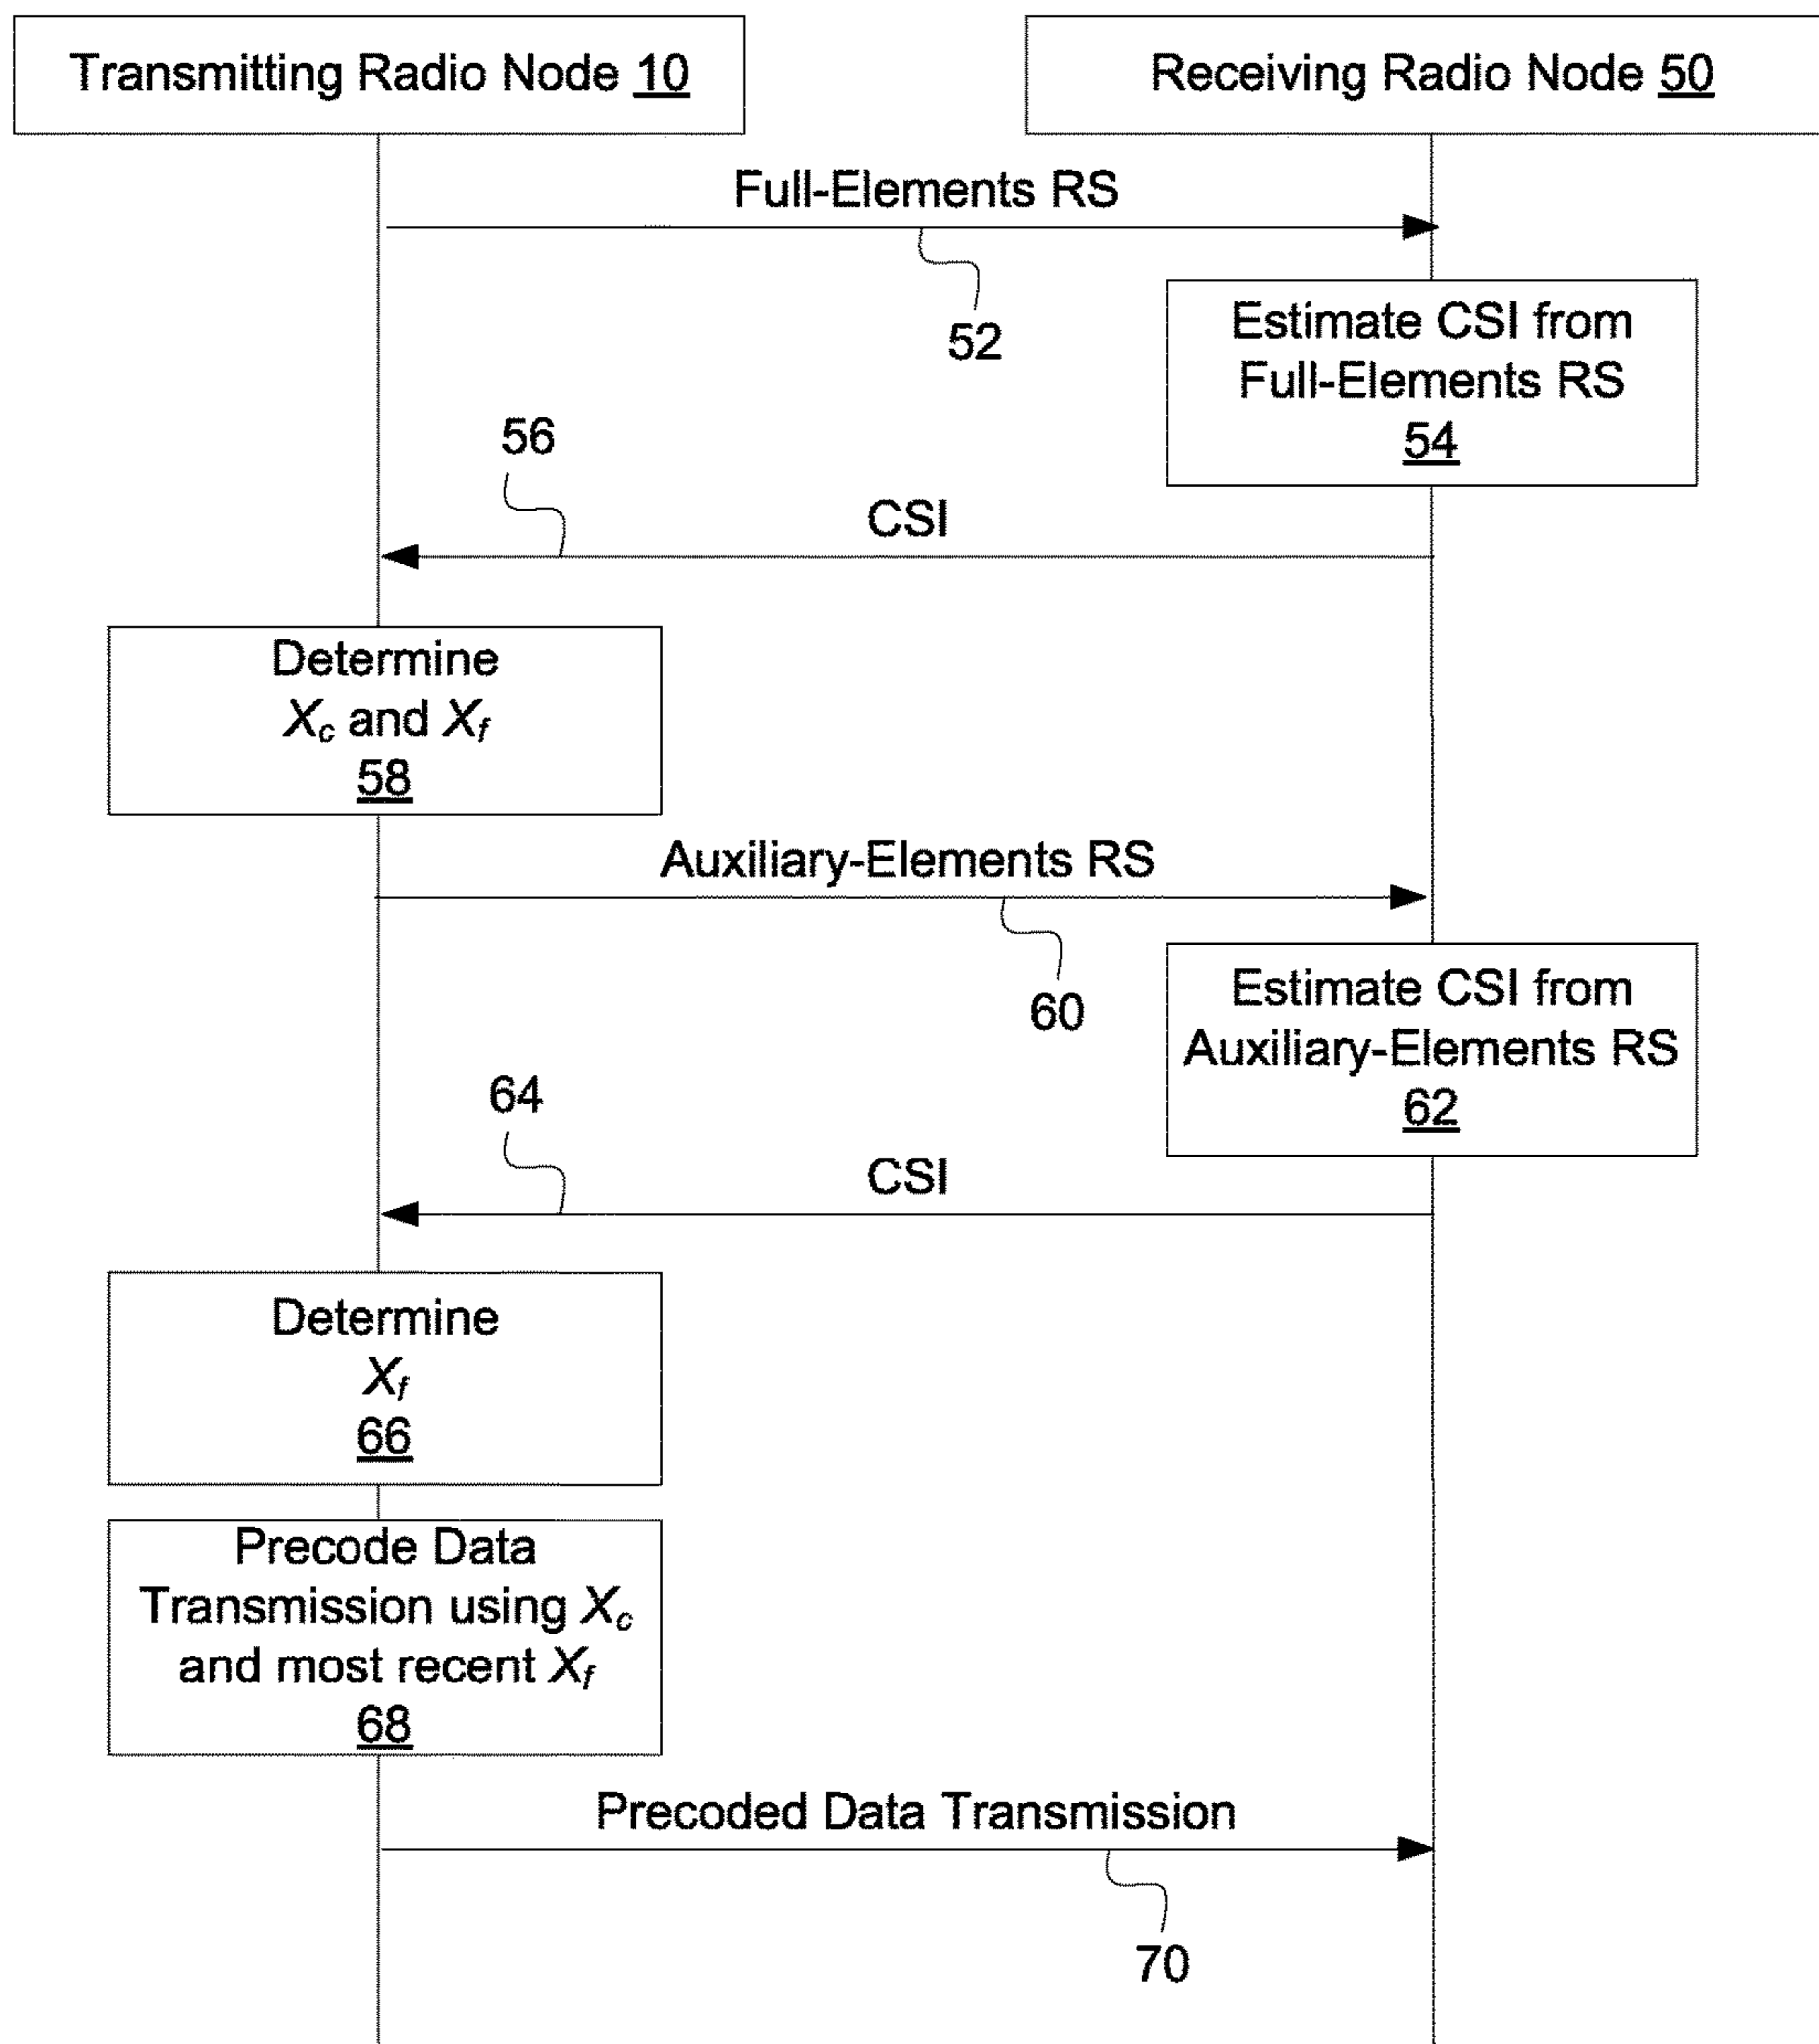 Transmitting Radio Node 10
Receiving Radio Node 50
Full-Elements RS
52
Estimate CSI from
Full-Elements RS
54
56
CSI
Determine
Xc and Xf
58
Auxiliary-Elements RS
60
Estimate CSI from
Auxiliary-Elements RS
62
64
CSI
Determine
Xf
66
Precode Data
Transmission using Xc
and most recent Xf
68
Precoded Data Transmission
70